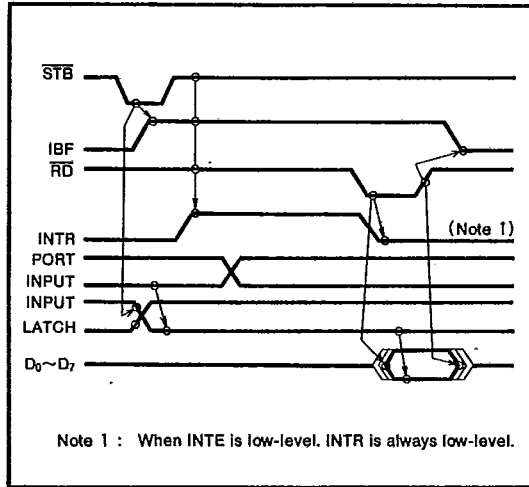 STB
IBF
RD
INTR
(Note 1)
PORT
INPUT
INPUT
LATCH
D0~D7
Note 1 : When INTE is low-level. INTR is always low-level.